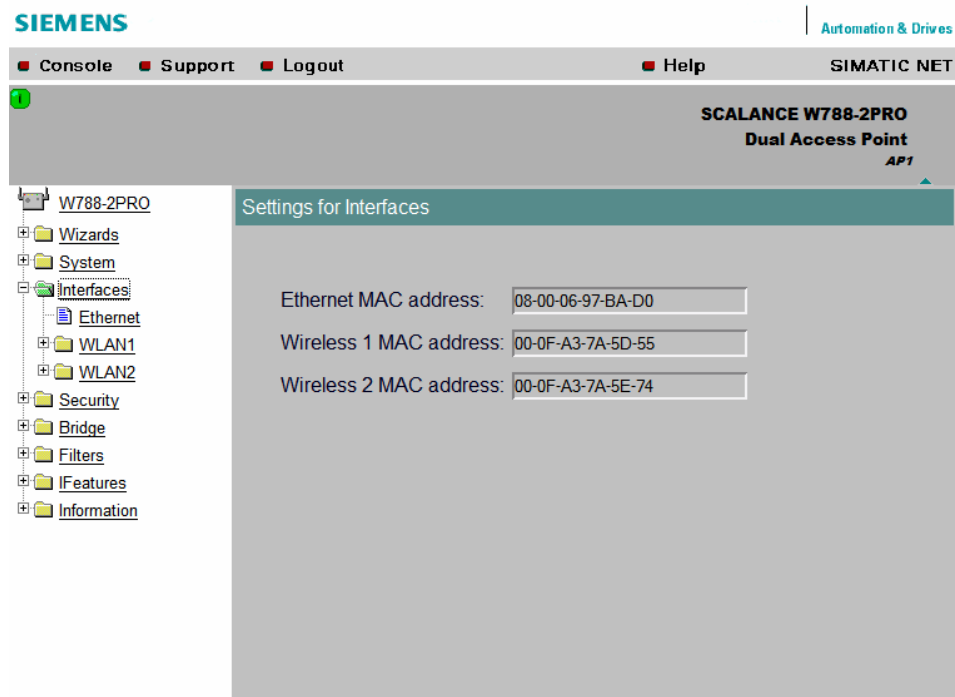 SIEMENS
Automation & Drives
Console Support Logout Help SIMATIC NET
SCALANCE W788-2PRO
Dual Access Point
AP1
W788-2PRO
Wizards
System
Interfaces
Ethernet
WLAN1
WLAN2
Security
Bridge
Filters
IFeatures
Information
Settings for Interfaces
Ethernet MAC address: 08-00-06-97-BA-D0
Wireless 1 MAC address: 00-0F-A3-7A-5D-55
Wireless 2 MAC address: 00-0F-A3-7A-5E-74